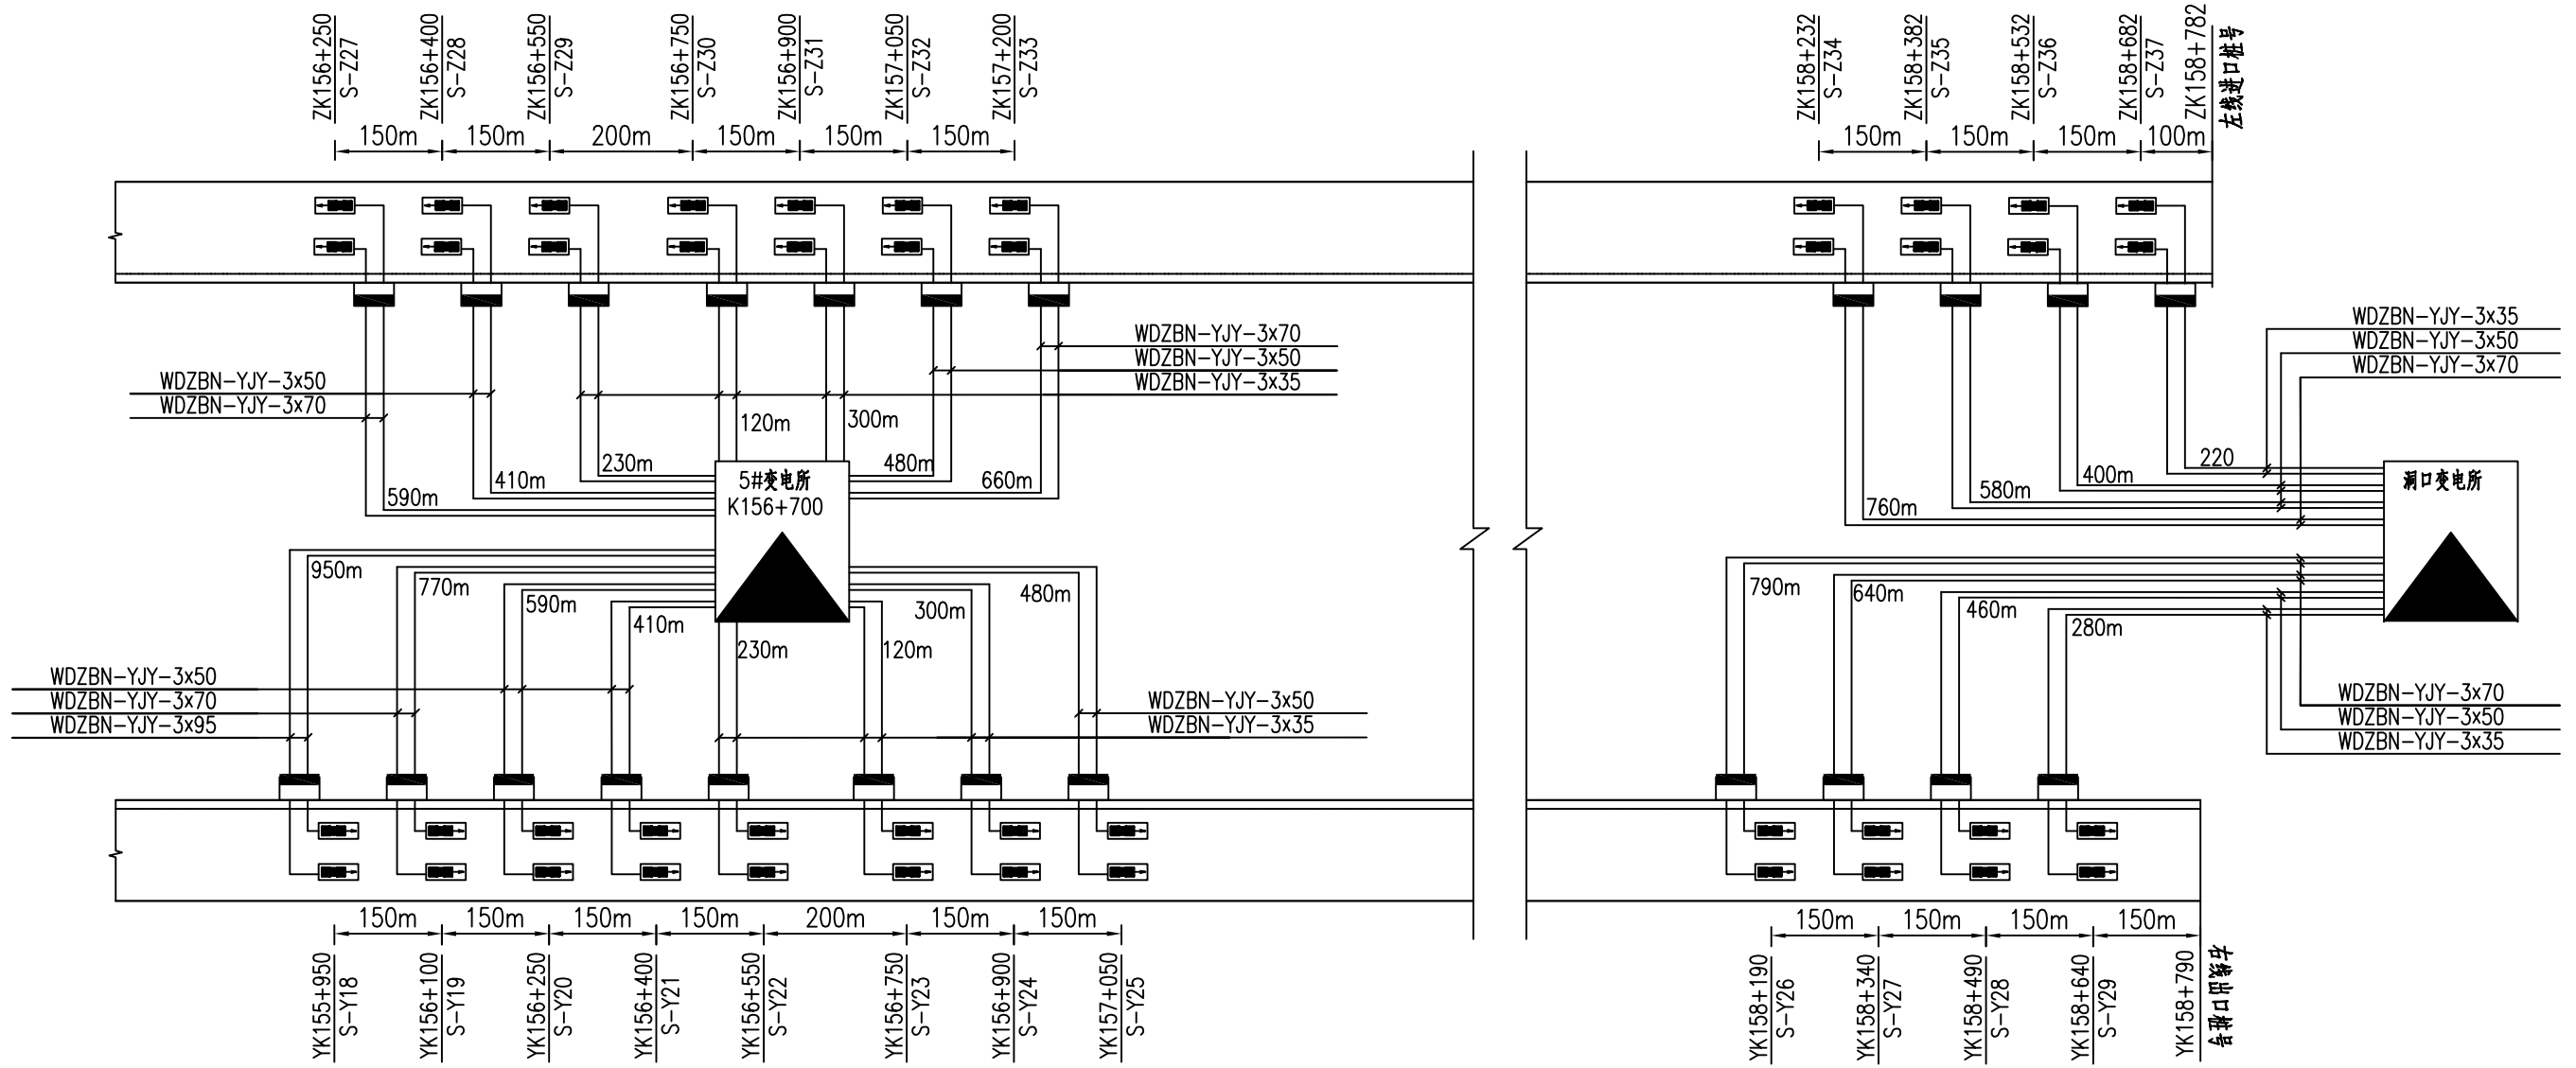 ZK156+250
S-Z27
ZK156+400
S-Z28
ZK156+550
S-Z29
ZK156+750
S-Z30
ZK156+900
S-Z31
ZK157+050
S-Z32
ZK157+200
S-Z33
ZK158+232
S-Z34
ZK158+382
S-Z35
ZK158+532
S-Z36
ZK158+682
S-Z37
ZK158+782
左线进口桩号
150m
150m
200m
150m
150m
150m
150m
150m
150m
100m
WDZBN-YJY-3x50
WDZBN-YJY-3x70
WDZBN-YJY-3x70
WDZBN-YJY-3x50
WDZBN-YJY-3x35
WDZBN-YJY-3x35
WDZBN-YJY-3x50
WDZBN-YJY-3x70
120m
300m
230m
480m
410m
660m
590m
5#变电所
K156+700
220
400m
580m
760m
洞口变电所
950m
770m
590m
410m
230m
120m
300m
480m
790m
640m
460m
280m
WDZBN-YJY-3x50
WDZBN-YJY-3x70
WDZBN-YJY-3x95
WDZBN-YJY-3x50
WDZBN-YJY-3x35
WDZBN-YJY-3x70
WDZBN-YJY-3x50
WDZBN-YJY-3x35
150m
150m
150m
150m
200m
150m
150m
150m
150m
150m
150m
YK155+950
S-Y18
YK156+100
S-Y19
YK156+250
S-Y20
YK156+400
S-Y21
YK156+550
S-Y22
YK156+750
S-Y23
YK156+900
S-Y24
YK157+050
S-Y25
YK158+190
S-Y26
YK158+340
S-Y27
YK158+490
S-Y28
YK158+640
S-Y29
YK158+790
右线出口桩号